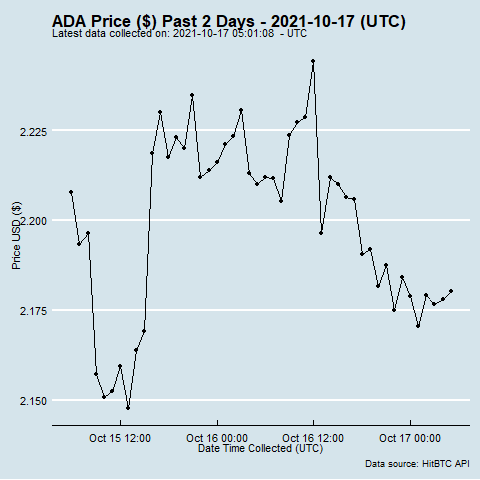 ADA Price ($) Past 2 Days - 2021-10-17 (UTC)
Latest data collected on: 2021-10-17 05:01:08 - UTC
2.225
2.200
2.175
2.150
Price USD ($)
Oct 15 12:00
Oct 16 00:00
Oct 16 12:00
Oct 17 00:00
Date Time Collected (UTC)
Data source: HitBTC API